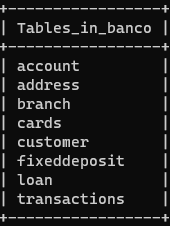 +-----------------+
| Tables_in_banco |
+-----------------+
| account         |
| address         |
| branch          |
| cards           |
| customer        |
| fixeddeposit    |
| loan            |
| transactions    |
+-----------------+